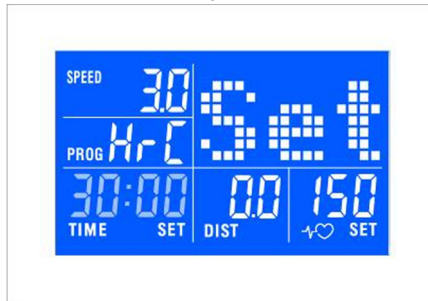 SPEED 3.0
Set
PROG HrC
30:00
TIME SET
0.0
DIST
150
SET